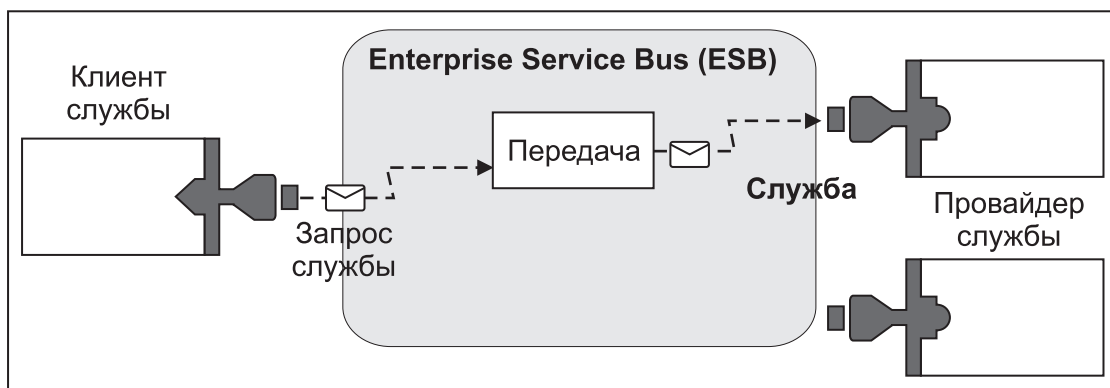 Enterprise Service Bus (ESB)
Клиент
службы
Передача
Запрос
службы
Служба
Провайдер
службы